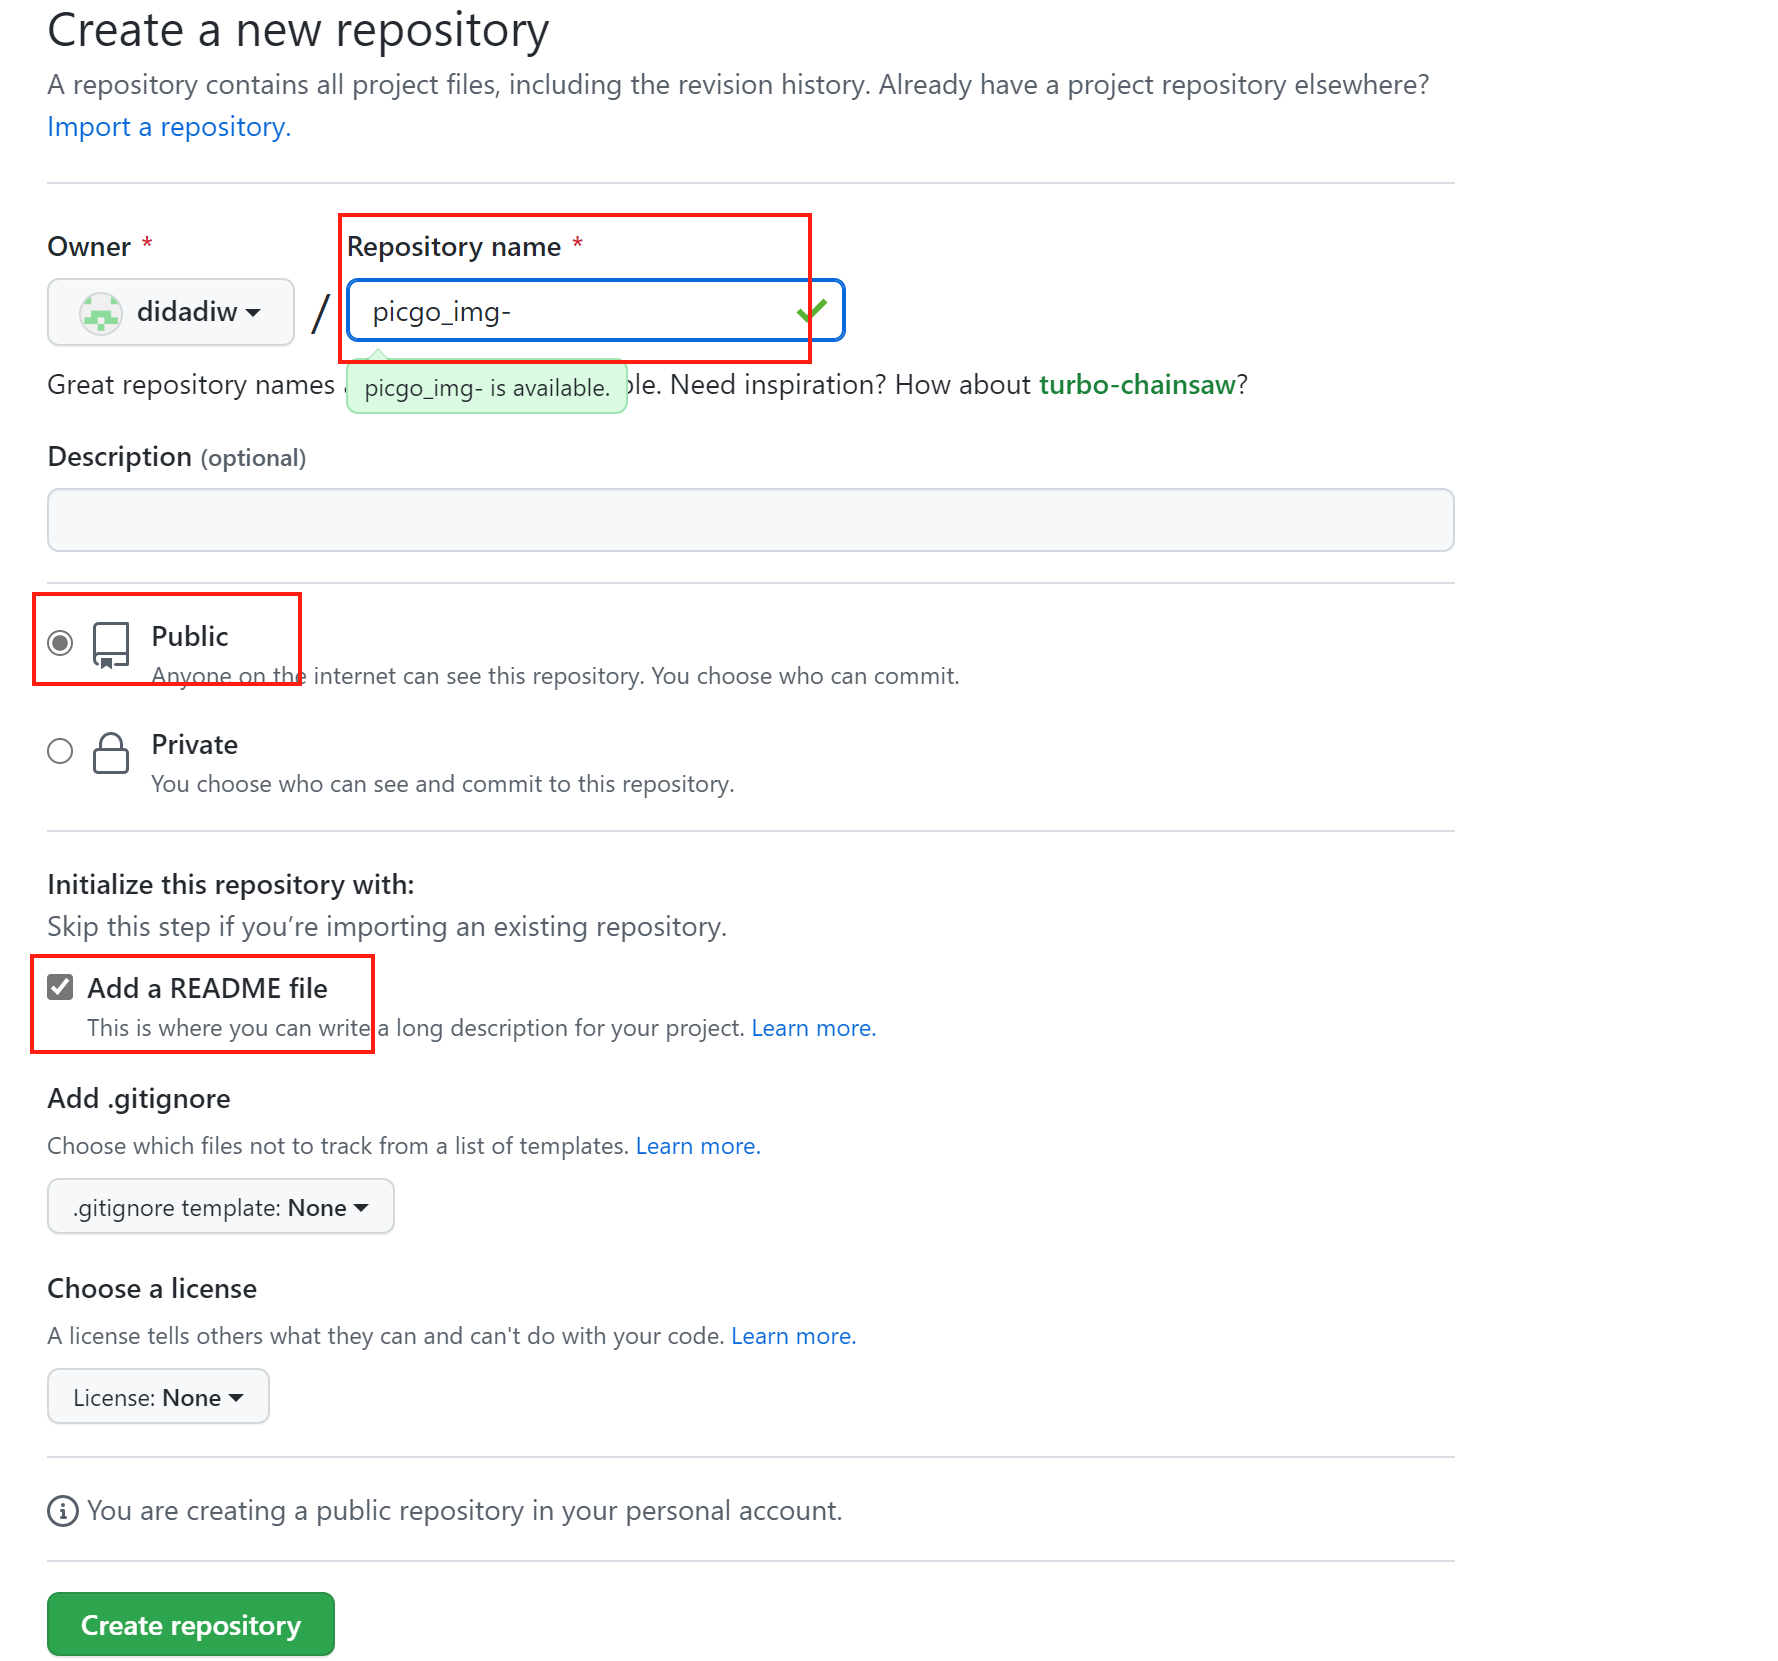 Create a new repository
A repository contains all project files, including the revision history. Already have a project repository elsewhere?
Import a repository.
Owner *
Repository name *
didadiw
/
picgo_img-
Great repository names
picgo_img- is available.
Need inspiration? How about turbo-chainsaw?
Description (optional)
Public
Anyone on the internet can see this repository. You choose who can commit.
Private
You choose who can see and commit to this repository.
Initialize this repository with:
Skip this step if you’re importing an existing repository.
Add a README file
This is where you can write a long description for your project. Learn more.
Add .gitignore
Choose which files not to track from a list of templates. Learn more.
.gitignore template: None
Choose a license
A license tells others what they can and can't do with your code. Learn more.
License: None
You are creating a public repository in your personal account.
Create repository